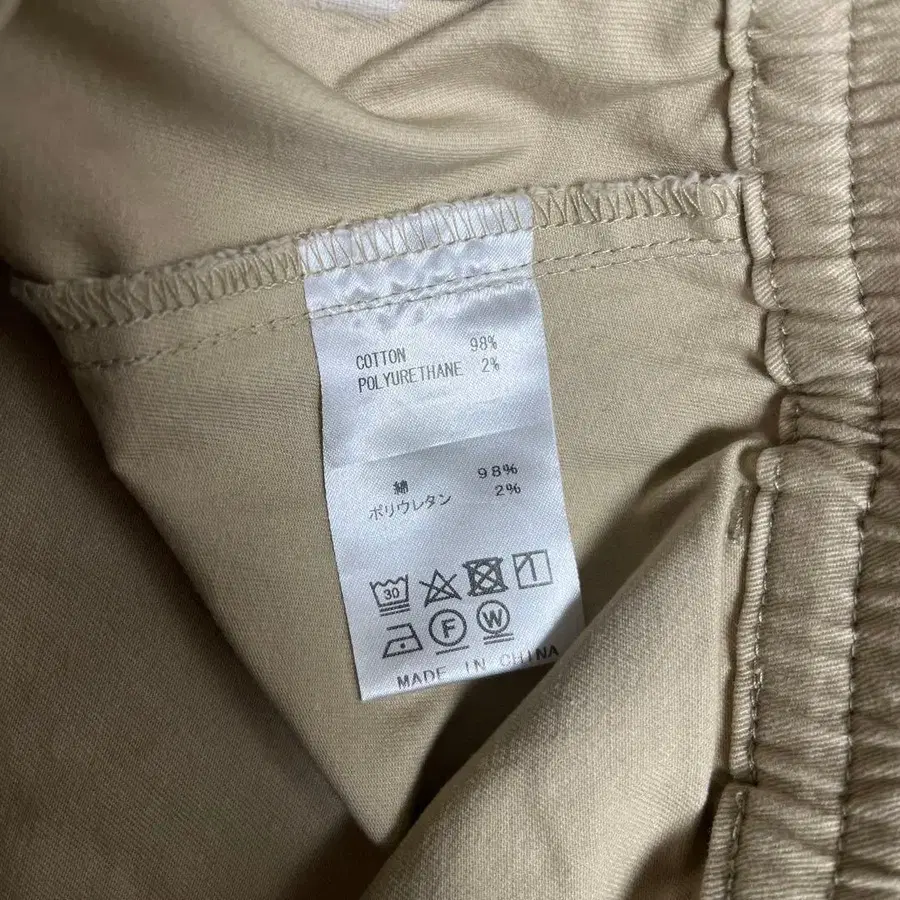 COTTON 98%
POLYURETHANE 2%
綿 98%
ポリウレタン 2%
30
F W
MADE IN CHINA